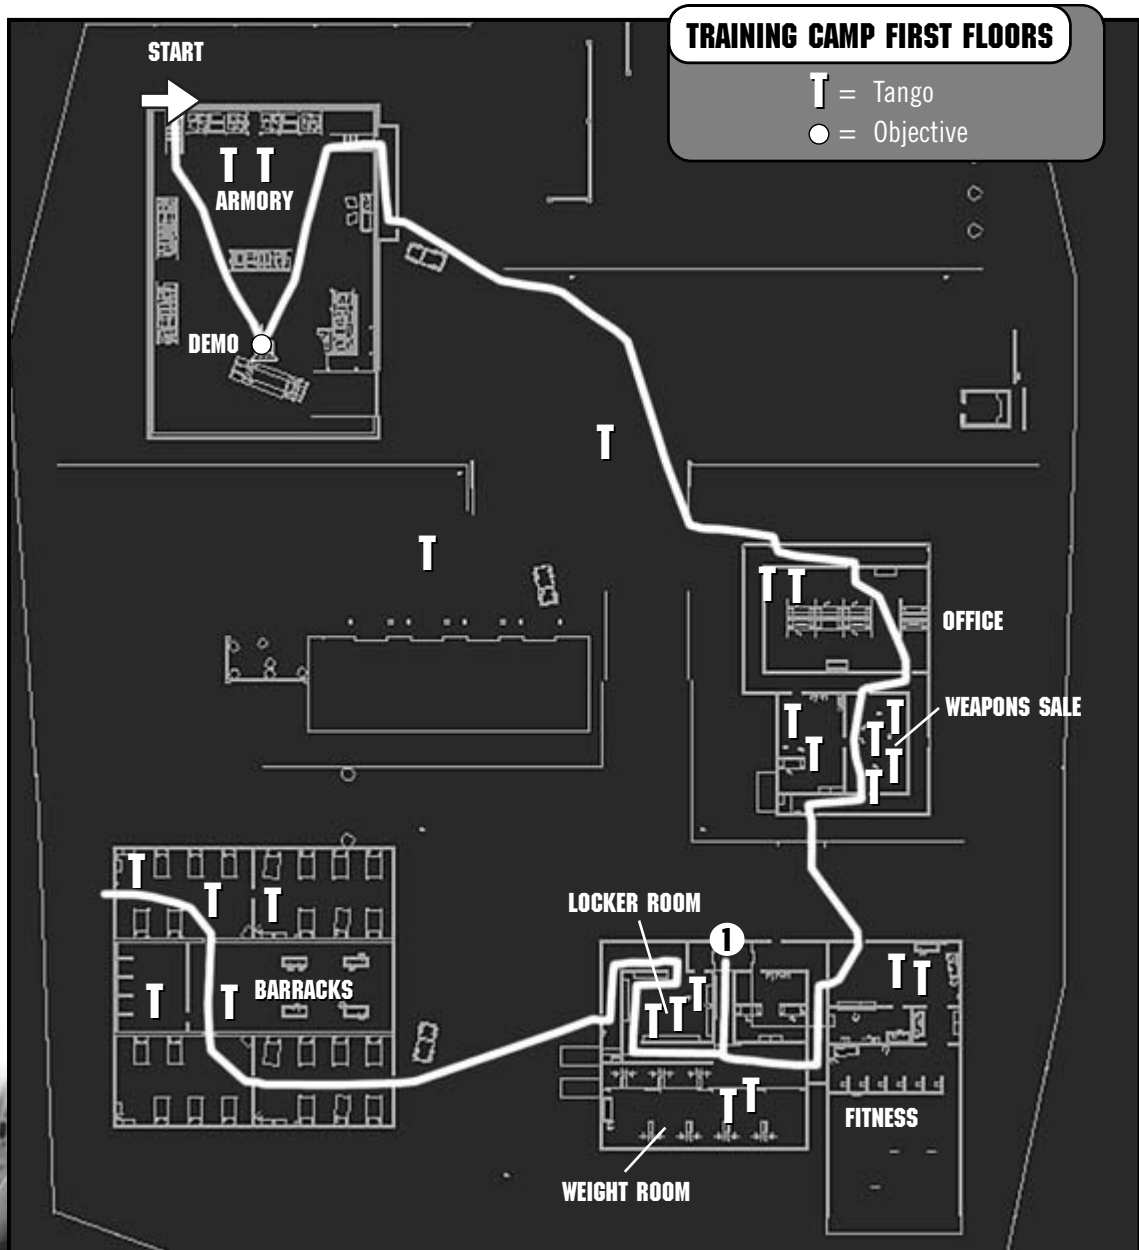 TRAINING CAMP FIRST FLOORS
T = Tango
= Objective
START
T T
ARMORY
DEMO
T
T
T T
OFFICE
WEAPONS SALE
T T
T T
T T
T
T
T
LOCKER ROOM
1
T T
T T
BARRACKS
T T T
T T
FITNESS
WEIGHT ROOM